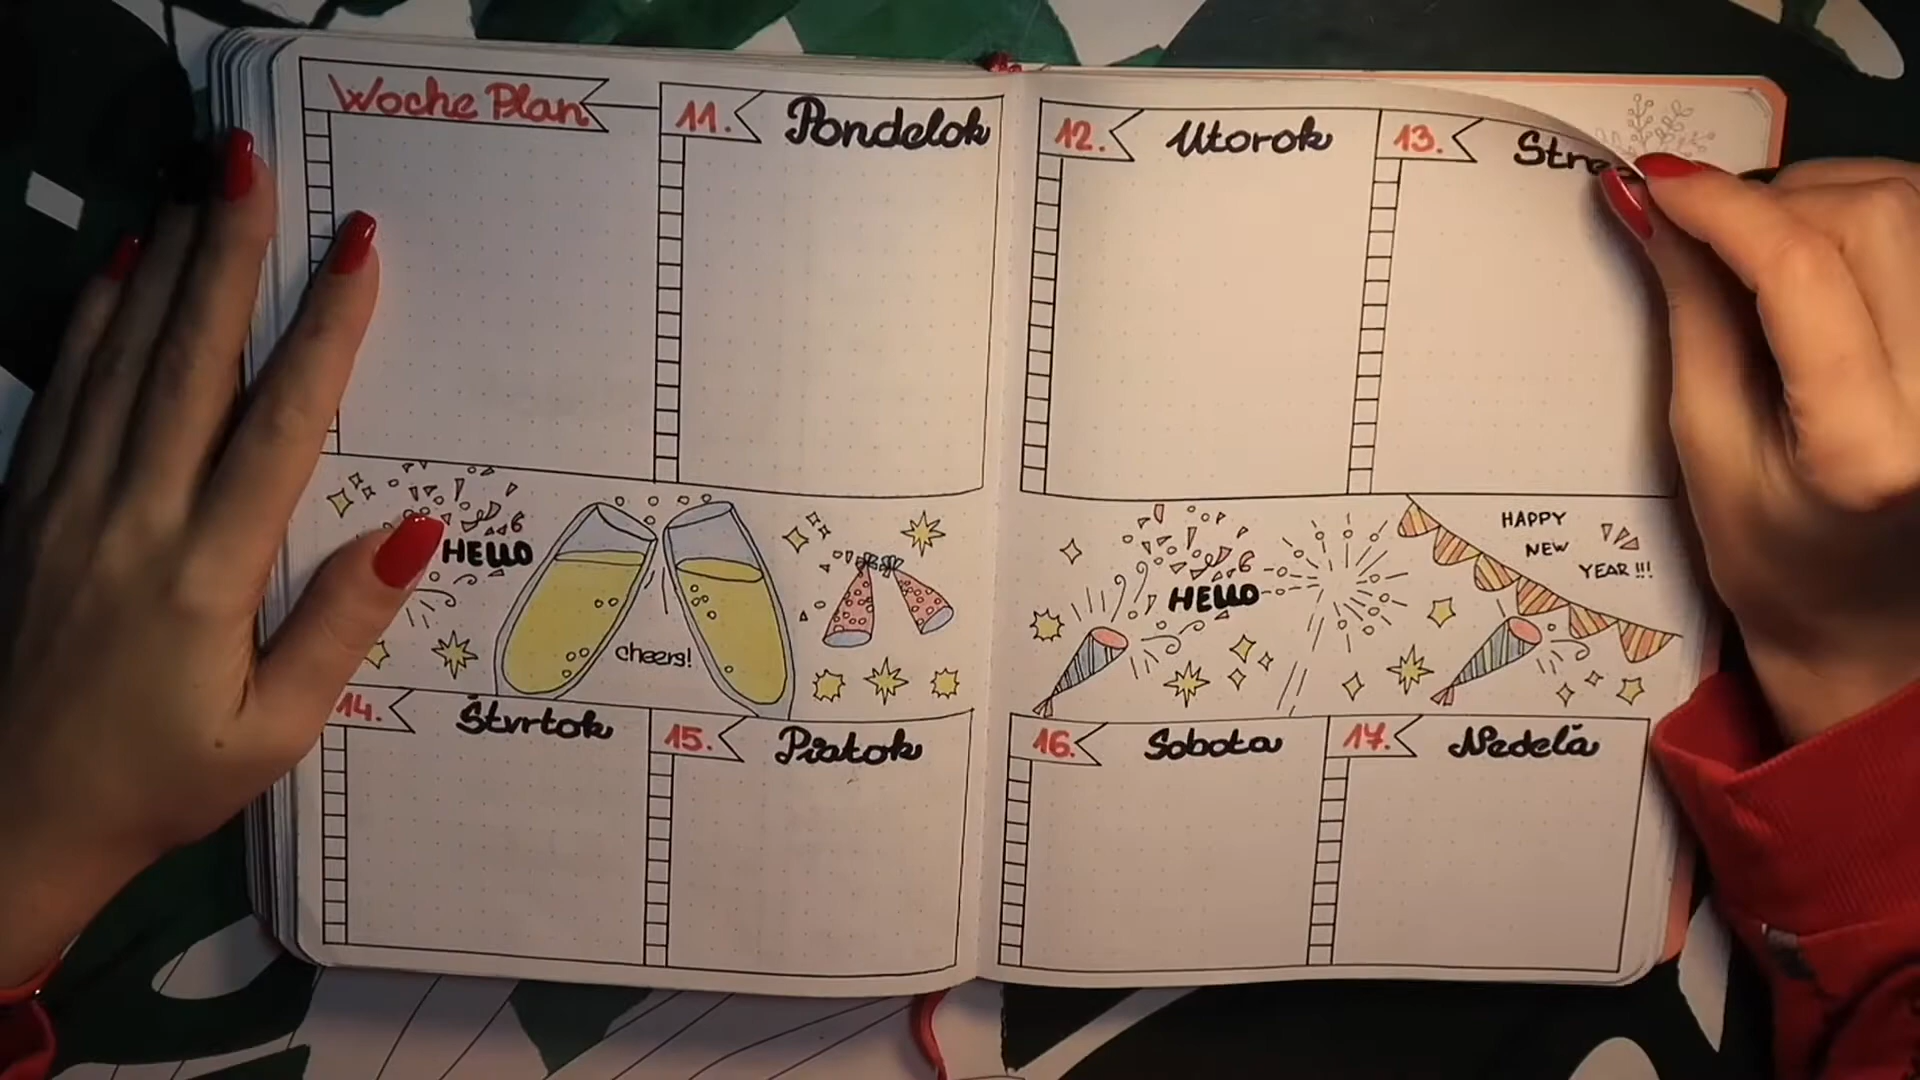 Woche Plan
11. Pondelok
12. Utorok
13.
HELLO
cheers!
HELLO
HAPPY
NEW
YEAR !!!
14. Štvrtok
15. Piatok
16. Sobota
17. Nedelă